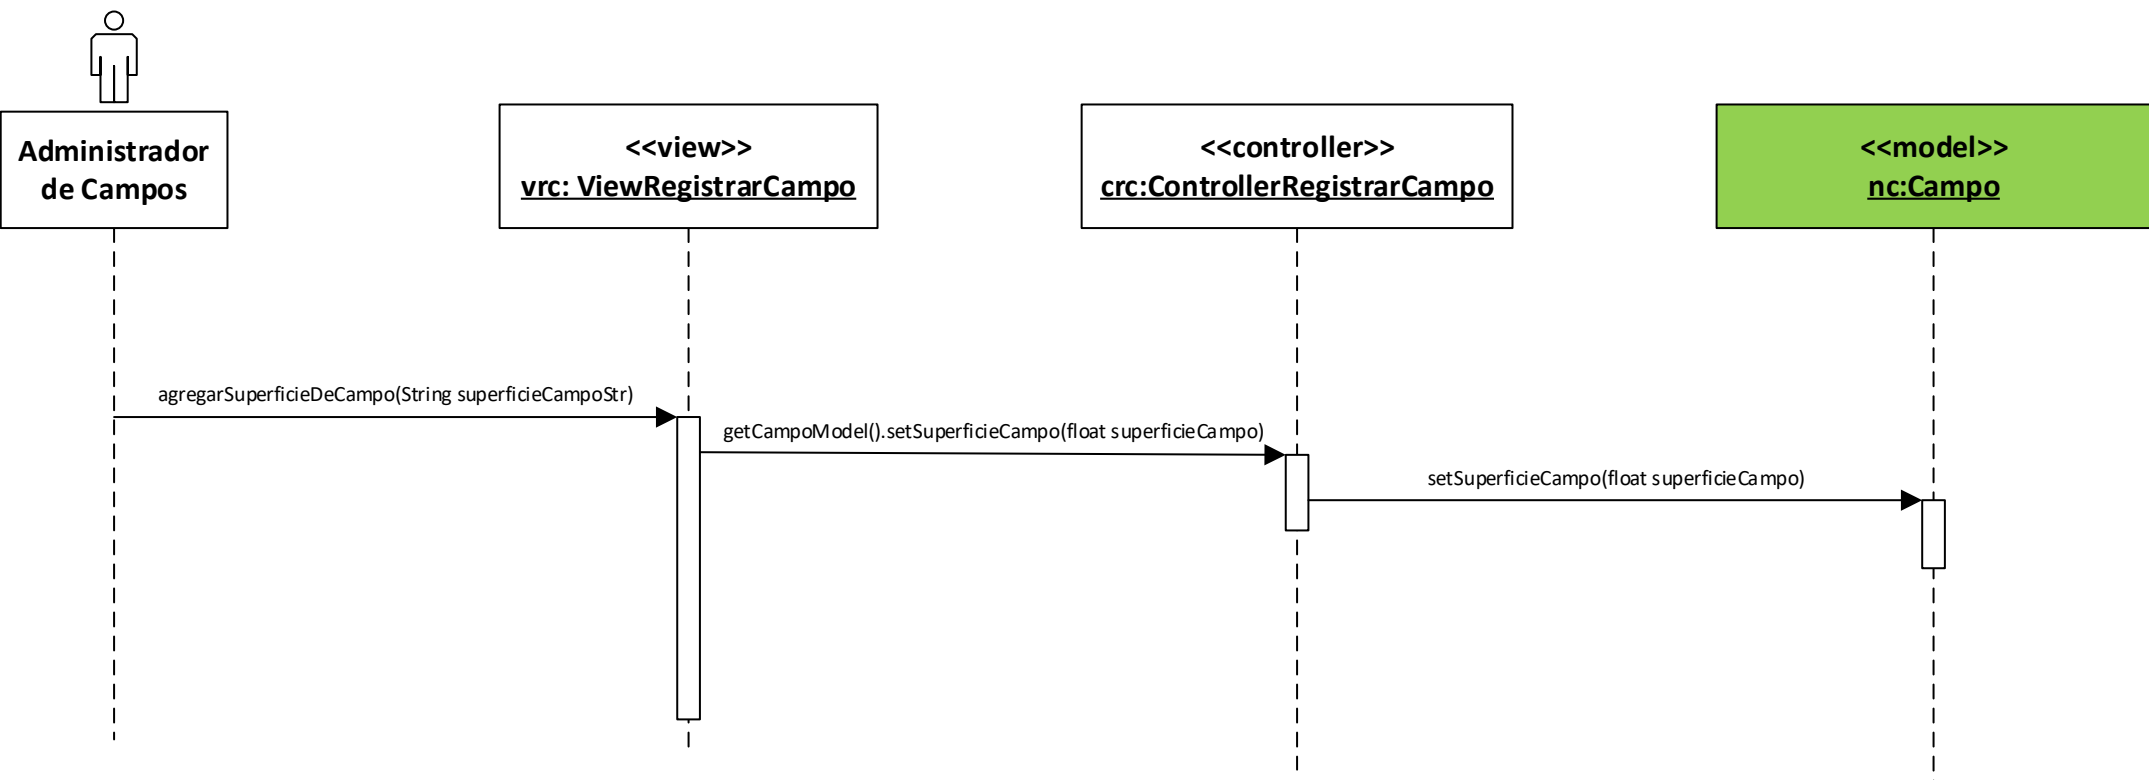 Administrador
de Campos
<<view>>
vrc: ViewRegistrarCampo
<<controller>>
crc:ControllerRegistrarCampo
<<model>>
nc:Campo
agregarSuperficieDeCampo(String superficieCampoStr)
getCampoModel().setSuperficieCampo(float superficieCampo)
setSuperficieCampo(float superficieCampo)